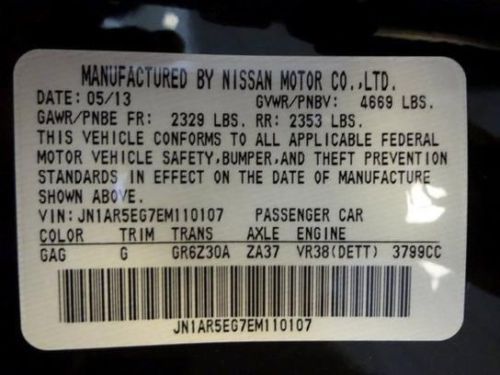 MANUFACTURED BY NISSAN MOTOR CO.,LTD.
DATE: 05/13 GVWR/PNBV: 4669 LBS.
GAWR/PNBE FR: 2329 LBS. RR: 2353 LBS.
THIS VEHICLE CONFORMS TO ALL APPLICABLE FEDERAL
MOTOR VEHICLE SAFETY,BUMPER,AND THEFT PREVENTION
STANDARDS IN EFFECT ON THE DATE OF MANUFACTURE
SHOWN ABOVE.
VIN: JN1AR5EG7EM110107 PASSENGER CAR
COLOR TRIM TRANS AXLE ENGINE
GAG G GR6Z30A ZA37 VR38(DETT) 3799CC
JN1AR5EG7EM110107